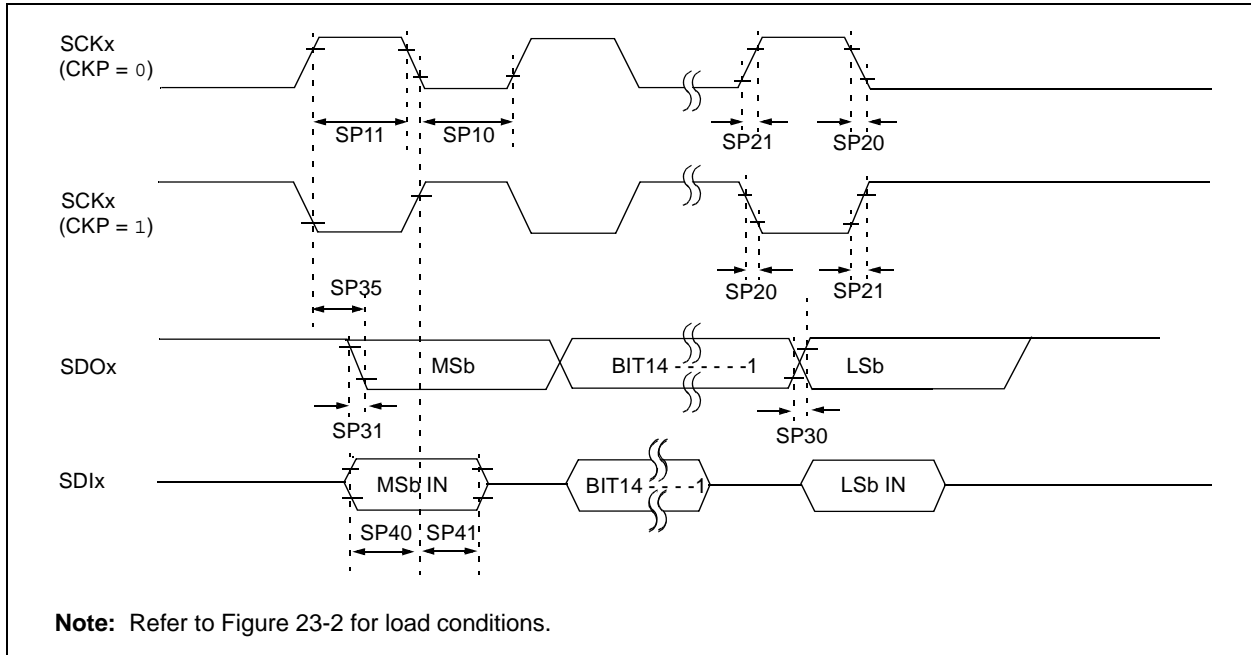 SCKx
(CKP = 0)
SP11
SP10
SP21
SP20
SCKx
(CKP = 1)
SP35
SP20
SP21
SDOx
MSb
BIT14 - - - - - -1
LSb
SP31
SP30
SDIx
MSb IN
BIT14 - - - - -1
LSb IN
SP40
SP41
Note: Refer to Figure 23-2 for load conditions.